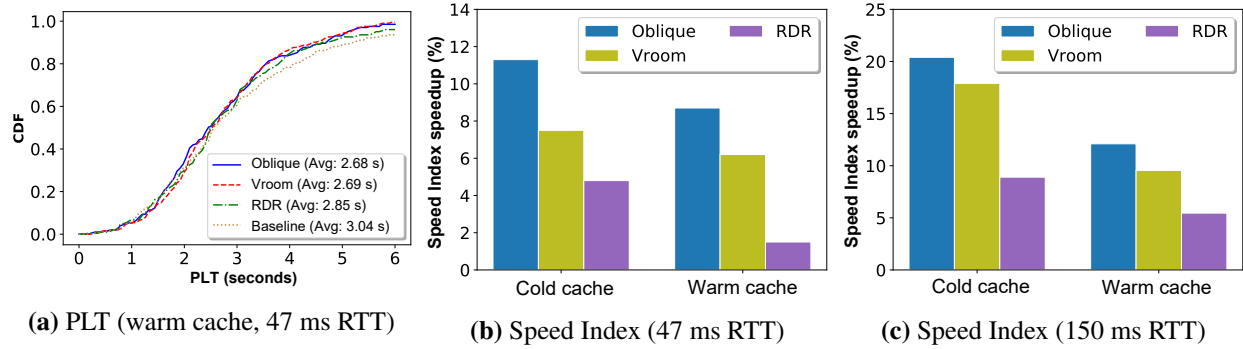 1.0
0.8
0.6
0.4
0.2
0.0
CDF
0 1 2 3 4 5 6
PLT (seconds)
Oblique (Avg: 2.68 s)
Vroom (Avg: 2.69 s)
RDR (Avg: 2.85 s)
Baseline (Avg: 3.04 s)
(a) PLT (warm cache, 47 ms RTT)
14
12
10
8
6
4
2
0
Speed Index speedup (%)
Oblique RDR
Vroom
Cold cache Warm cache
(b) Speed Index (47 ms RTT)
25
20
15
10
5
0
Speed Index speedup (%)
Oblique RDR
Vroom
Cold cache Warm cache
(c) Speed Index (150 ms RTT)